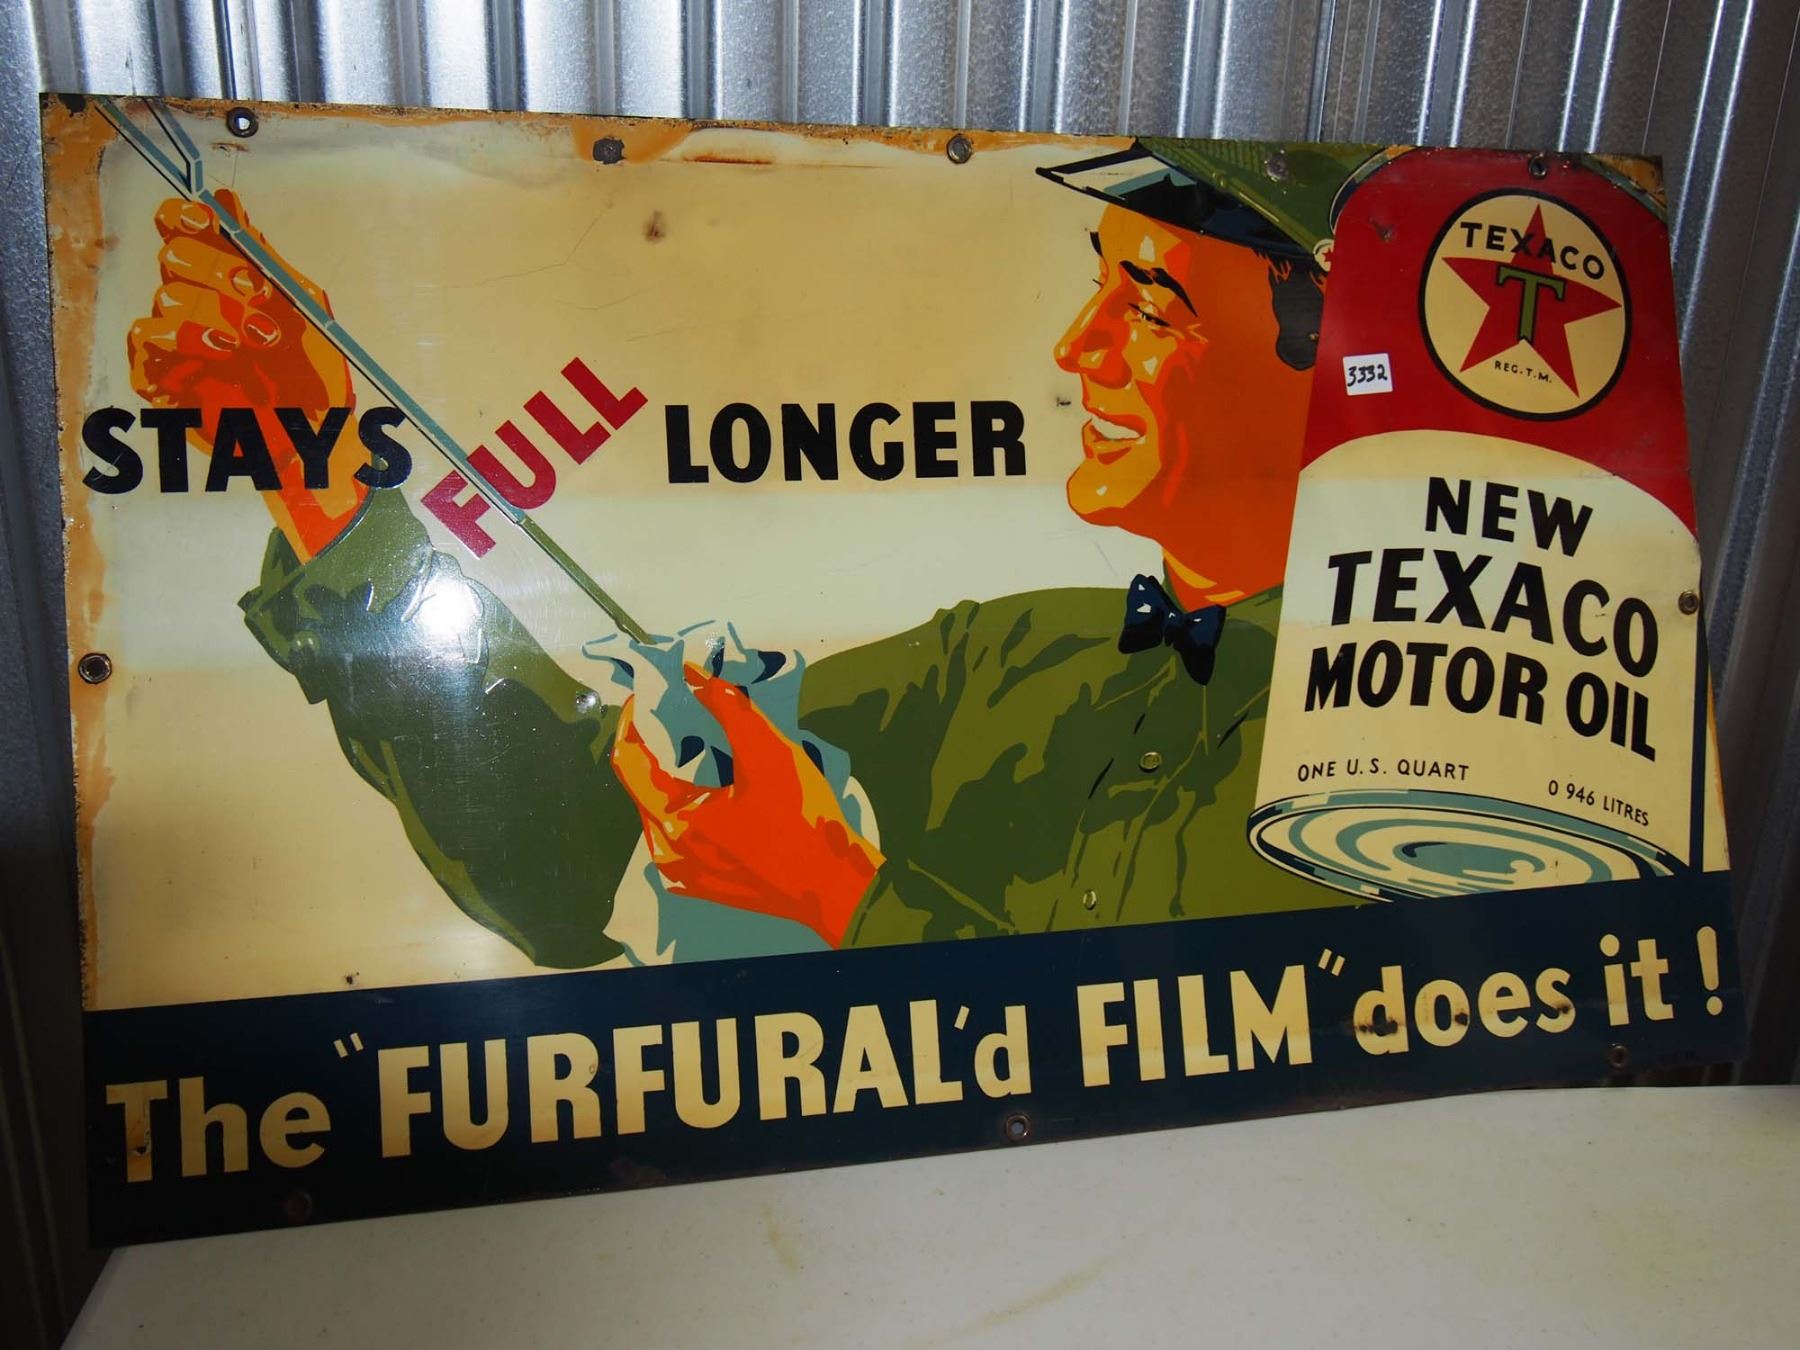 STAYS FULL LONGER
TEXACO
T
REG. T. M.
3332
NEW
TEXACO
MOTOR OIL
ONE U.S. QUART
0 946 LITRES
The "FURFURAL'd FILM" does it!